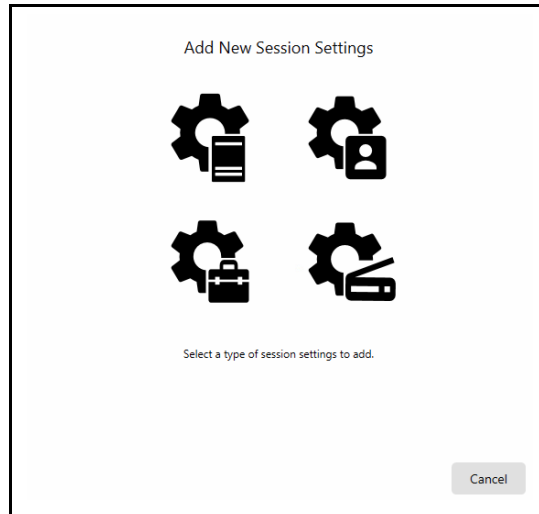 Add New Session Settings
Select a type of session settings to add.
Cancel